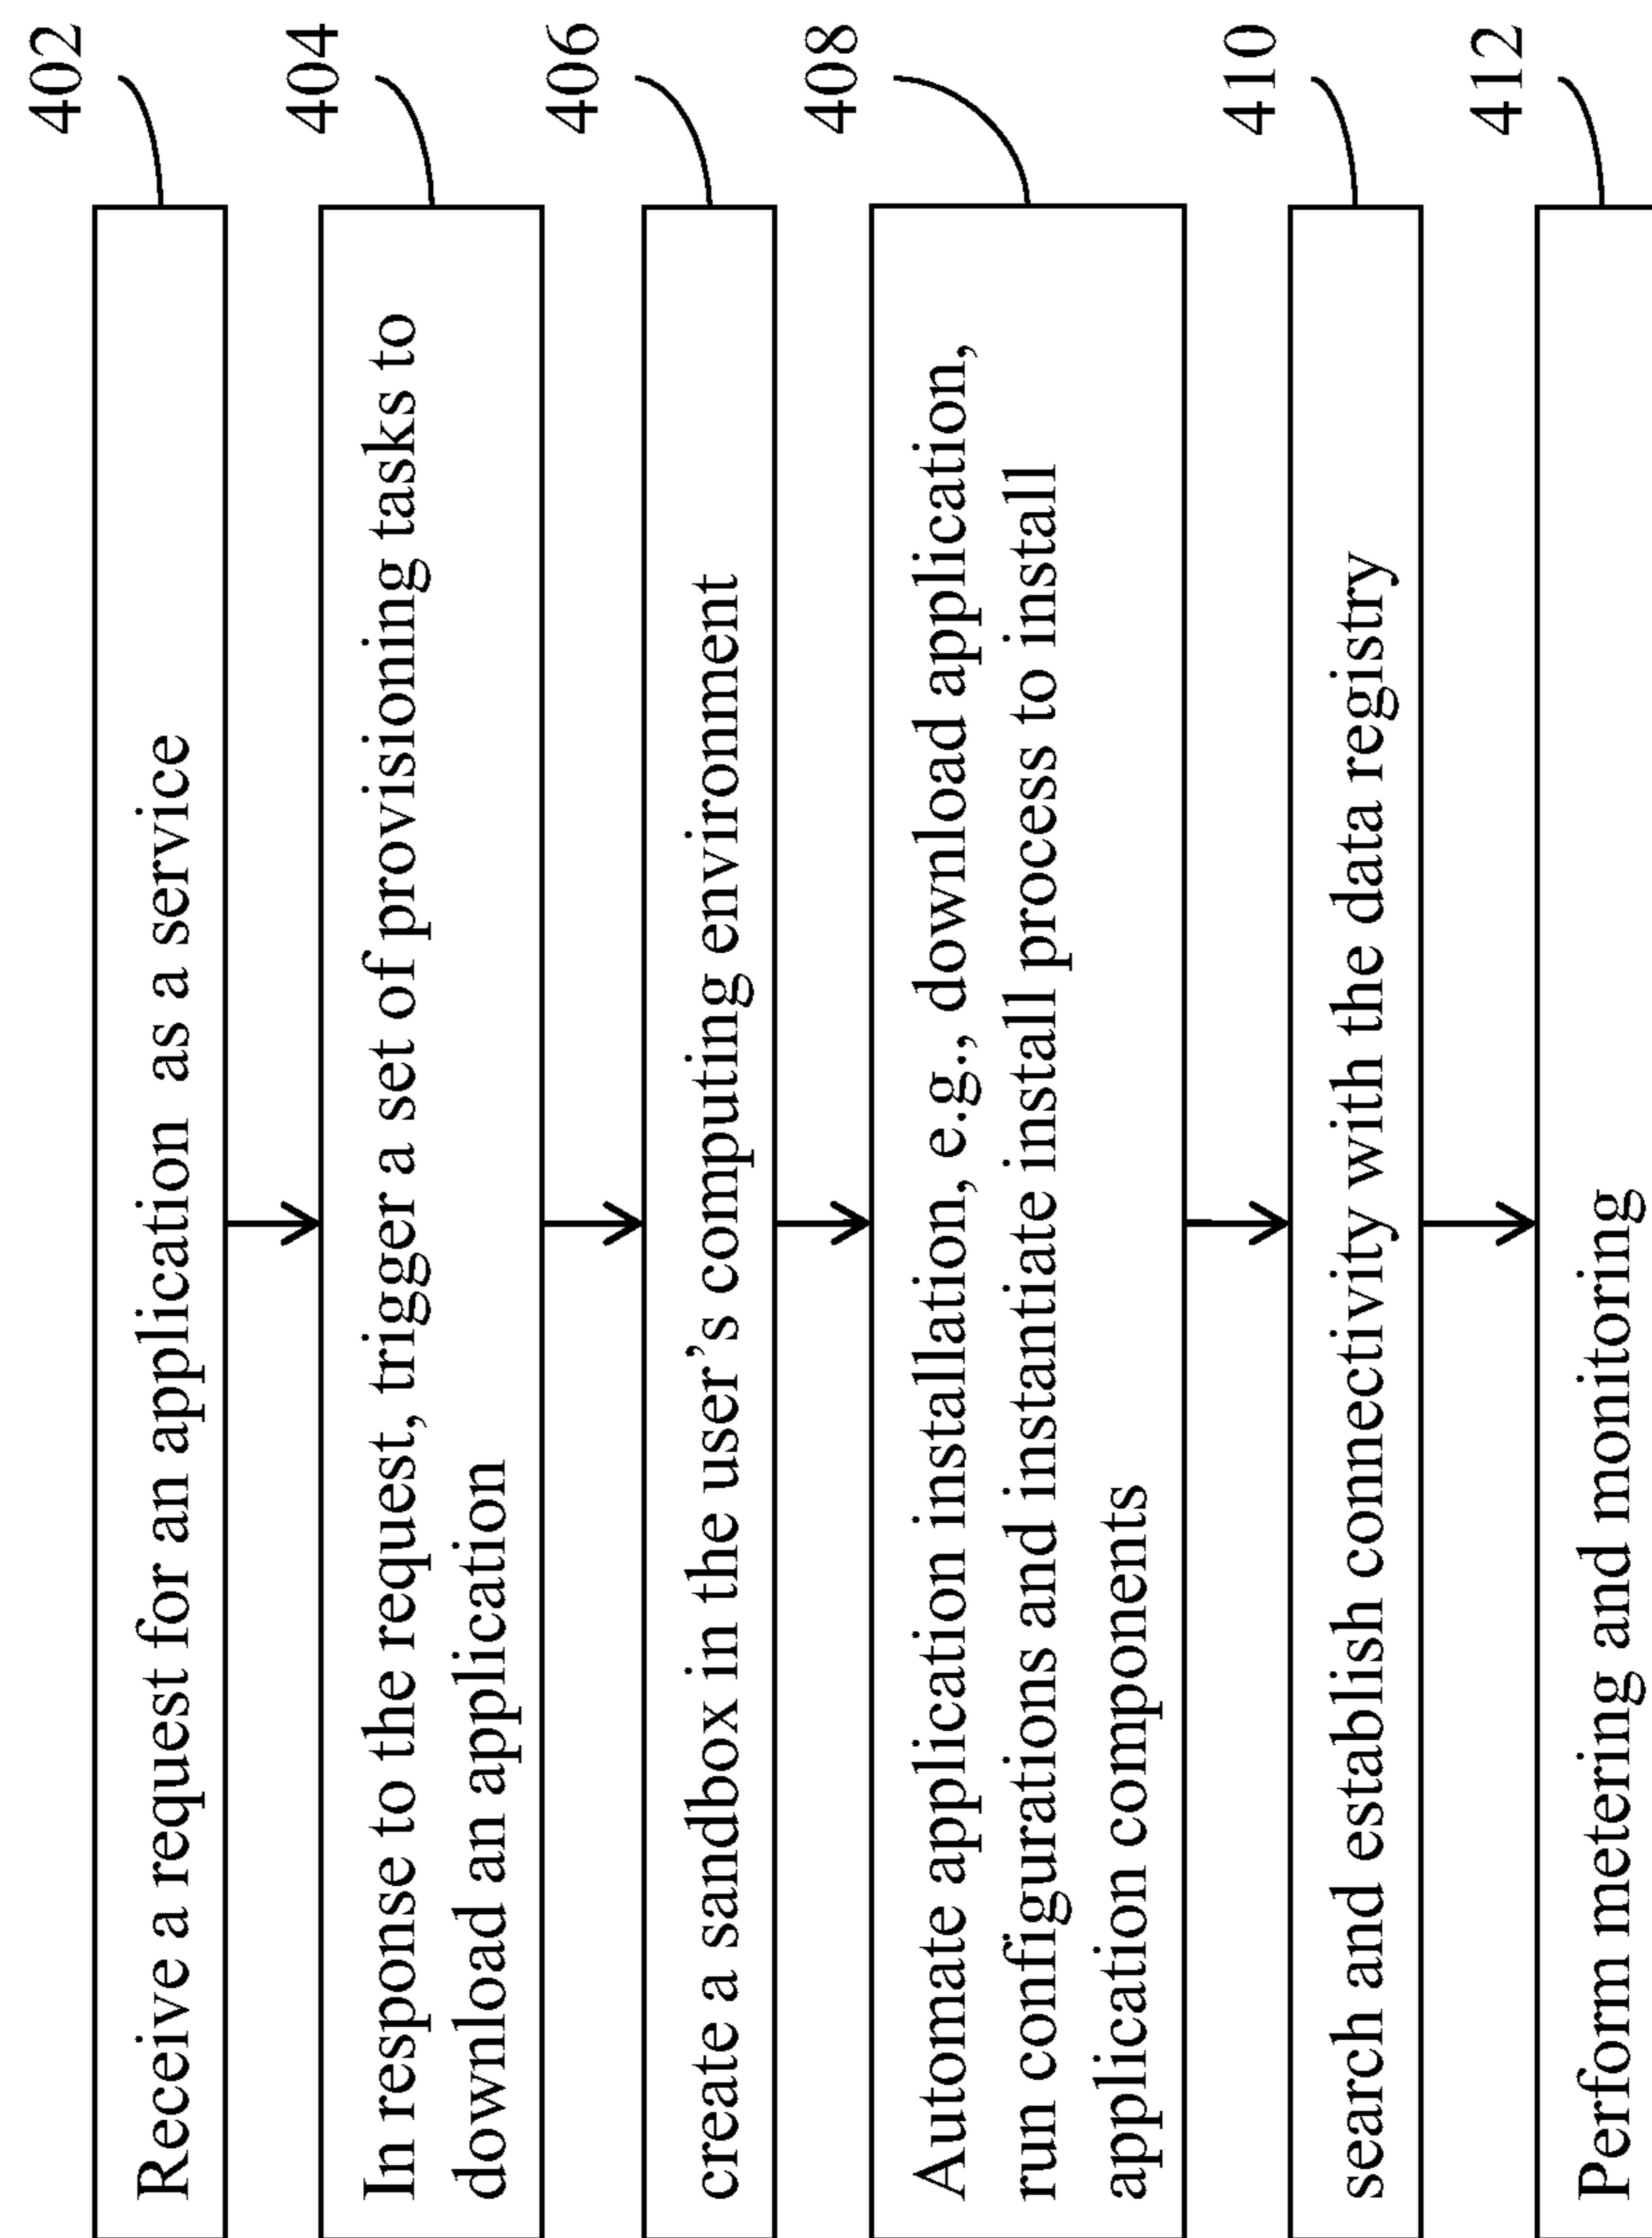 402
Receive a request for an application as a service
404
In response to the request, trigger a set of provisioning tasks to
download an application
406
create a sandbox in the user's computing environment
408
Automate application installation, e.g., download application,
run configurations and instantiate install process to install
application components
410
search and establish connectivity with the data registry
412
Perform metering and monitoring